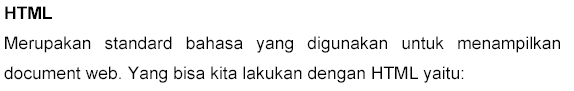 HTML
Merupakan standard bahasa yang digunakan untuk menampilkan
document web. Yang bisa kita lakukan dengan HTML yaitu: